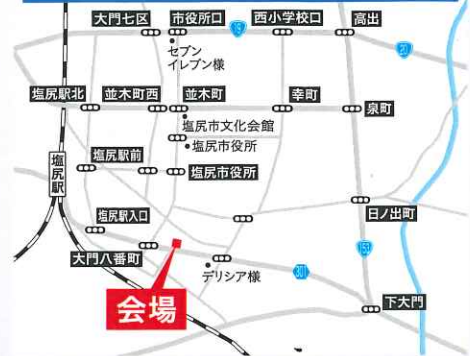 大門七区
市役所口
西小学校口
高出
19
20
セブン
イレブン様
塩尻駅北
並木町西
並木町
幸町
泉町
塩尻市文化会館
塩尻市役所
塩尻駅前
塩尻市役所
塩尻駅
日ノ出町
塩尻駅入口
153
大門八番町
デリシア様
301
会場
下大門